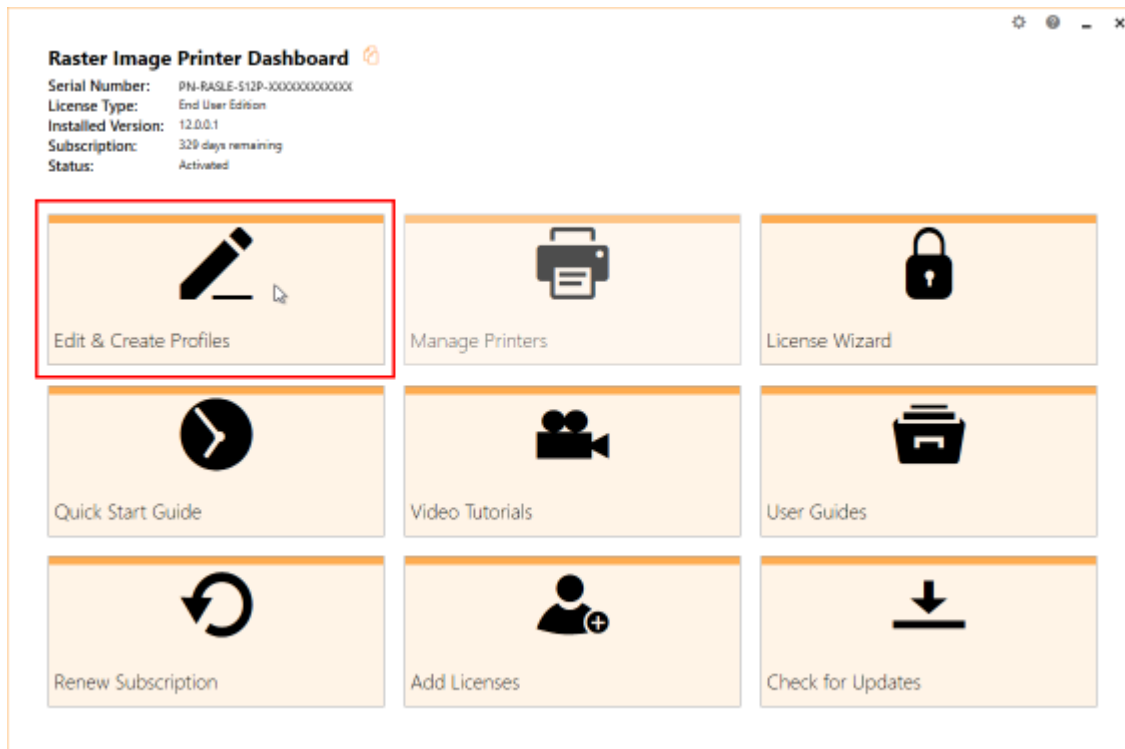 Raster Image Printer Dashboard
Serial Number: PN-RASLE-S12P-XXXXXXXXXXXX
License Type: End User Edition
Installed Version: 12.0.0.1
Subscription: 329 days remaining
Status: Activated
Edit & Create Profiles Manage Printers License Wizard
Quick Start Guide Video Tutorials User Guides
Renew Subscription Add Licenses Check for Updates